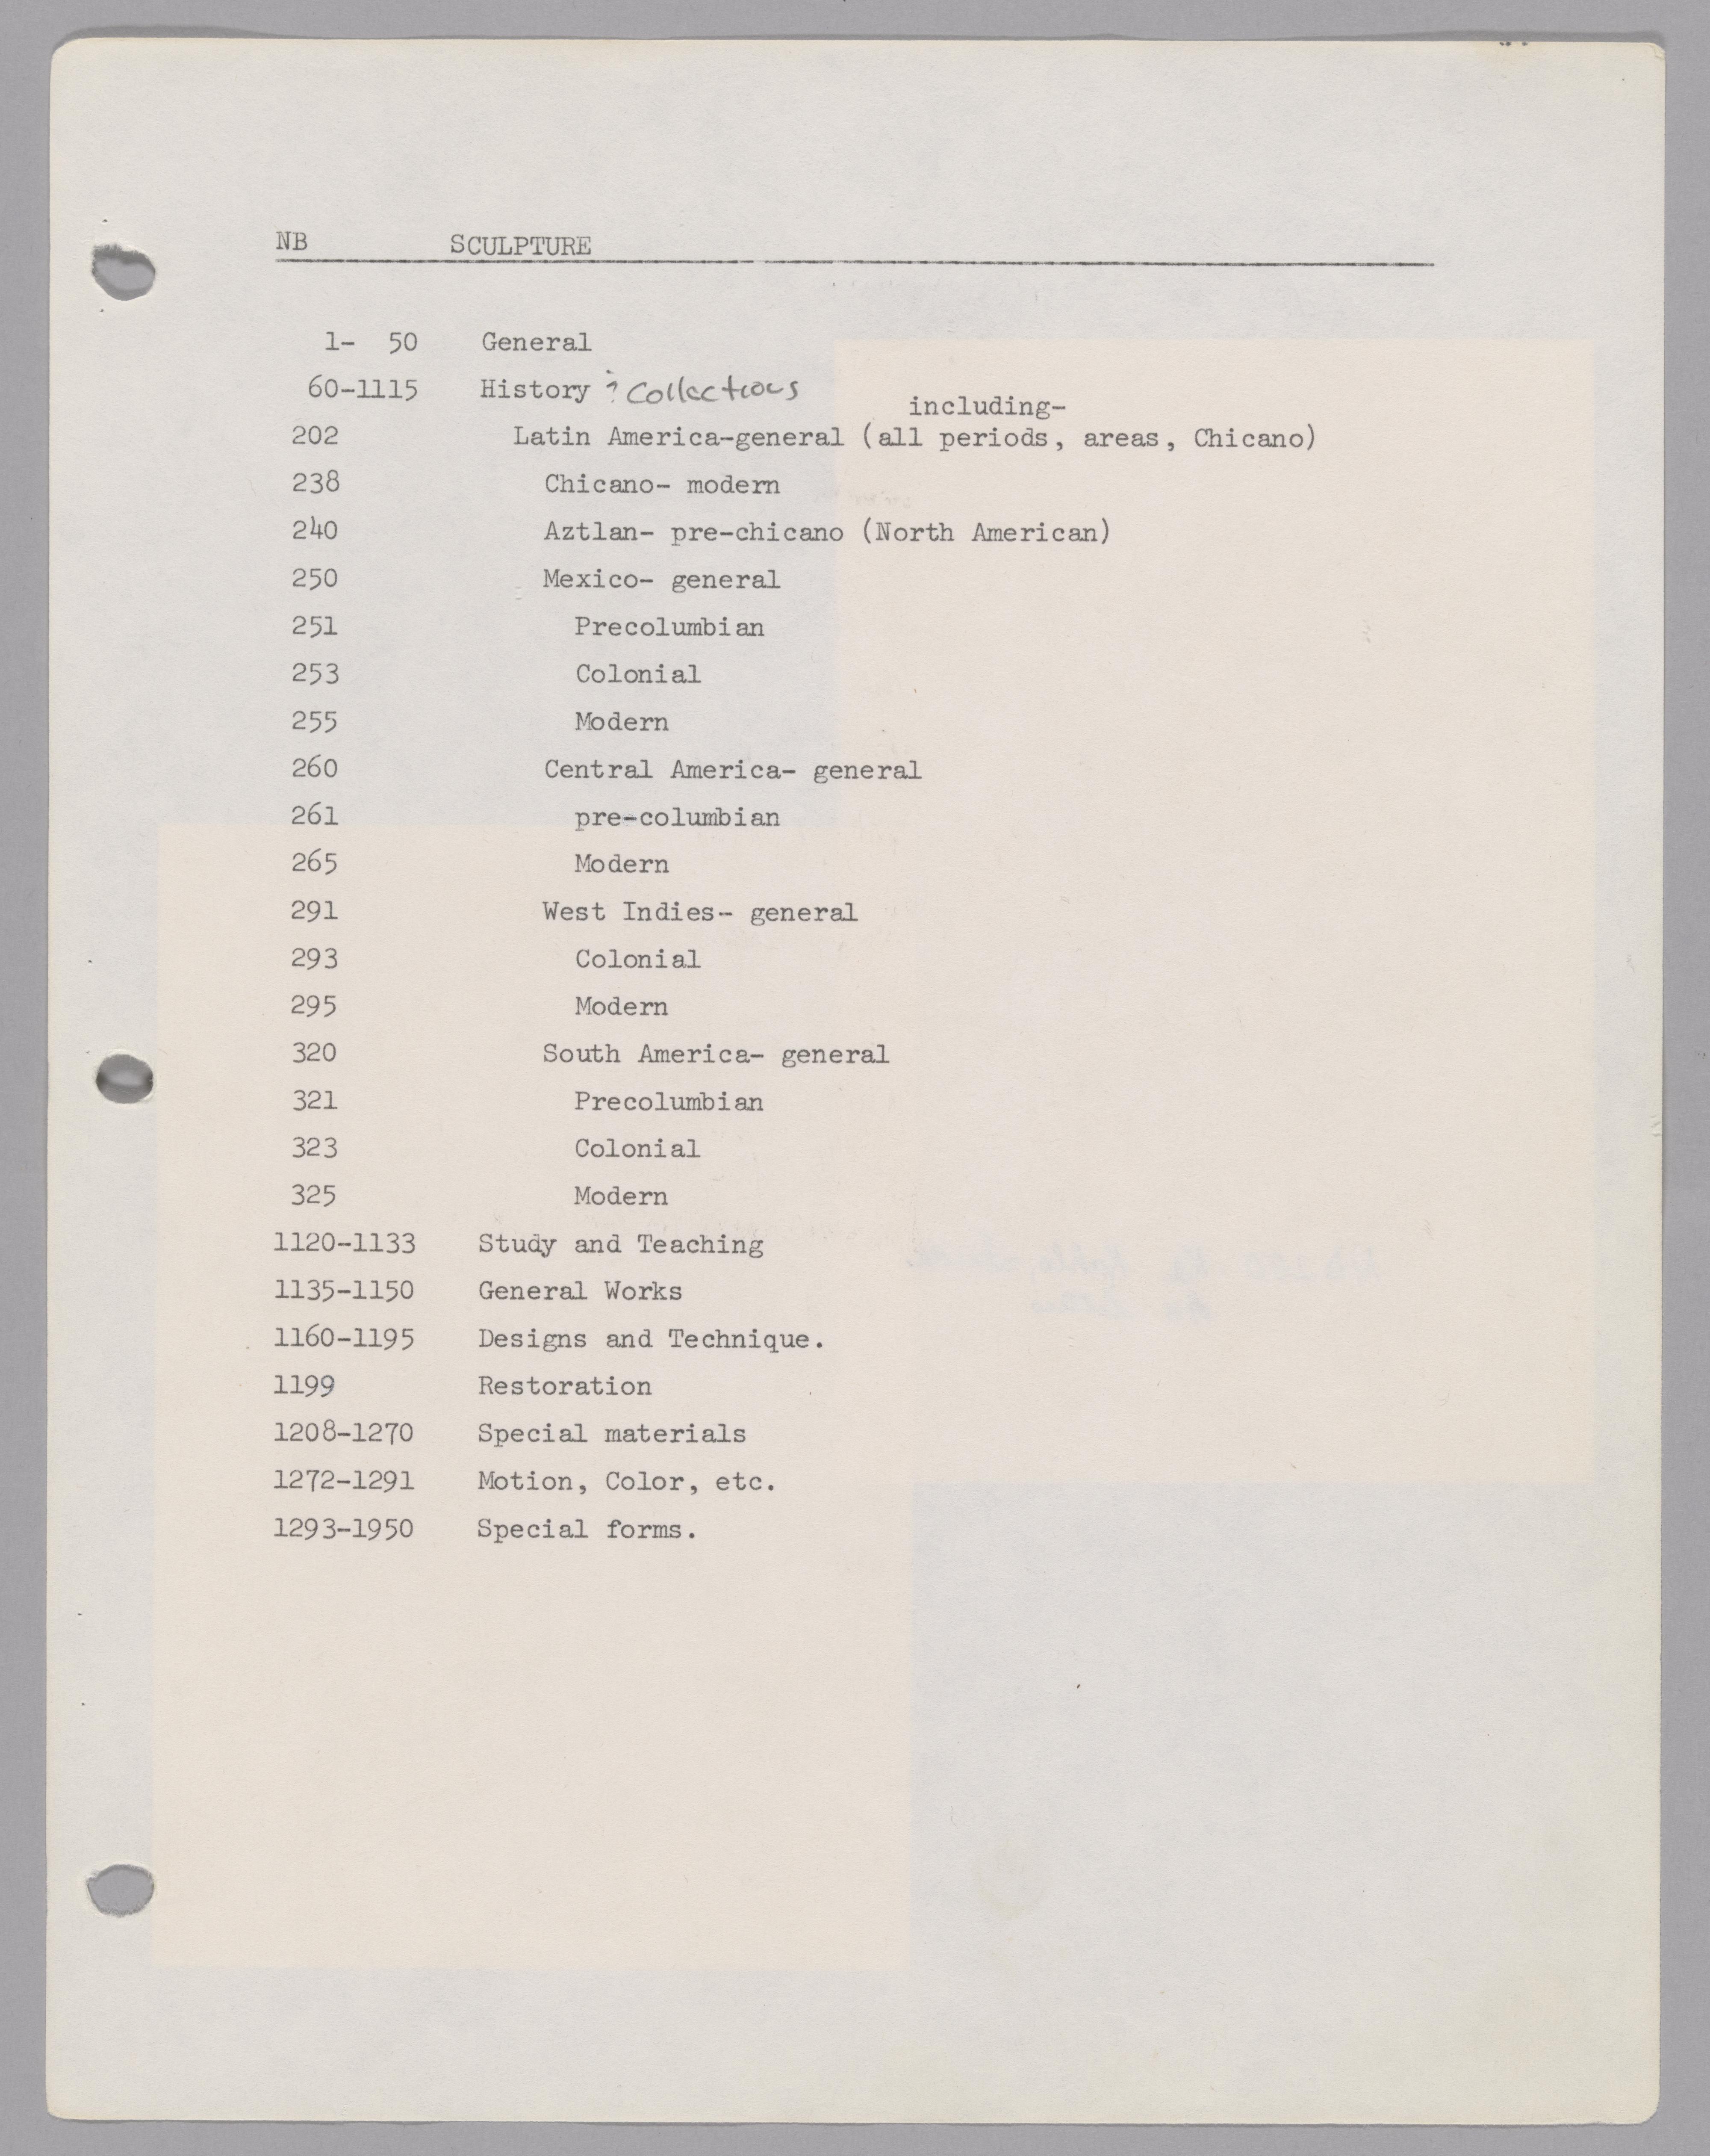 NB SCULPTURE
1- 50 General
60-1115 History & Collections
including-
202 Latin America-general (all periods, areas, Chicano)
238 Chicano- modern
240 Aztlan- pre-chicano (North American)
250 Mexico- general
251 Precolumbian
253 Colonial
255 Modern
260 Central America- general
261 pre-columbian
265 Modern
291 West Indies- general
293 Colonial
295 Modern
320 South America- general
321 Precolumbian
323 Colonial
325 Modern
1120-1133 Study and Teaching
1135-1150 General Works
1160-1195 Designs and Technique.
1199 Restoration
1208-1270 Special materials
1272-1291 Motion, Color, etc.
1293-1950 Special forms.